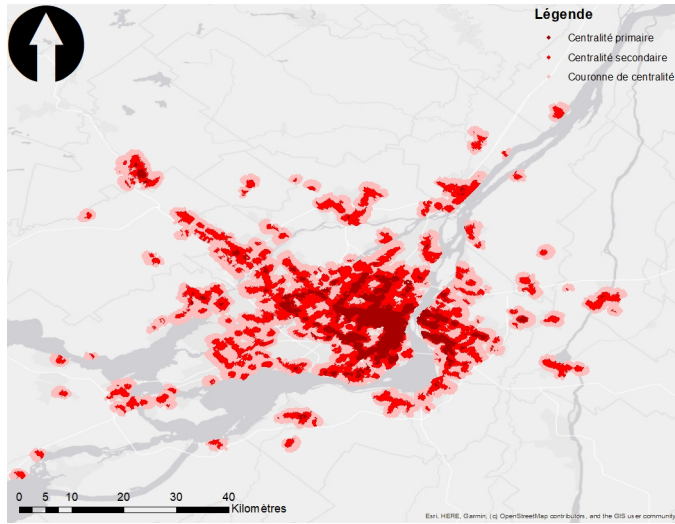 Légende
Centralité primaire
Centralité secondaire
Couronne de centralité
0 5 10 20 30 40
Kilomètres
Esri, HERE, Garmin, (c) OpenStreetMap contributors, and the GIS user community